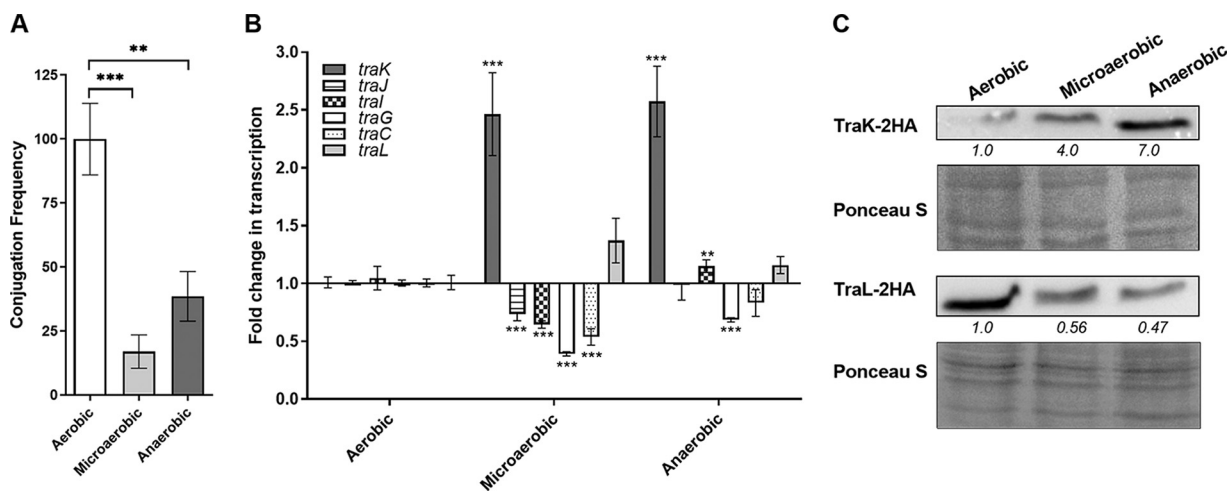 A
**
***
125
100
75
50
25
0
Conjugation Frequency
Aerobic
Microaerobic
Anaerobic
B
traK
traJ
traI
traG
traC
traL
3.0
2.5
2.0
1.5
1.0
0.5
0.0
Fold change in transcription
***
***
***
***
***
***
**
***
Aerobic
Microaerobic
Anaerobic
C
Aerobic
Microaerobic
Anaerobic
TraK-2HA
1.0 4.0 7.0
Ponceau S
TraL-2HA
1.0 0.56 0.47
Ponceau S